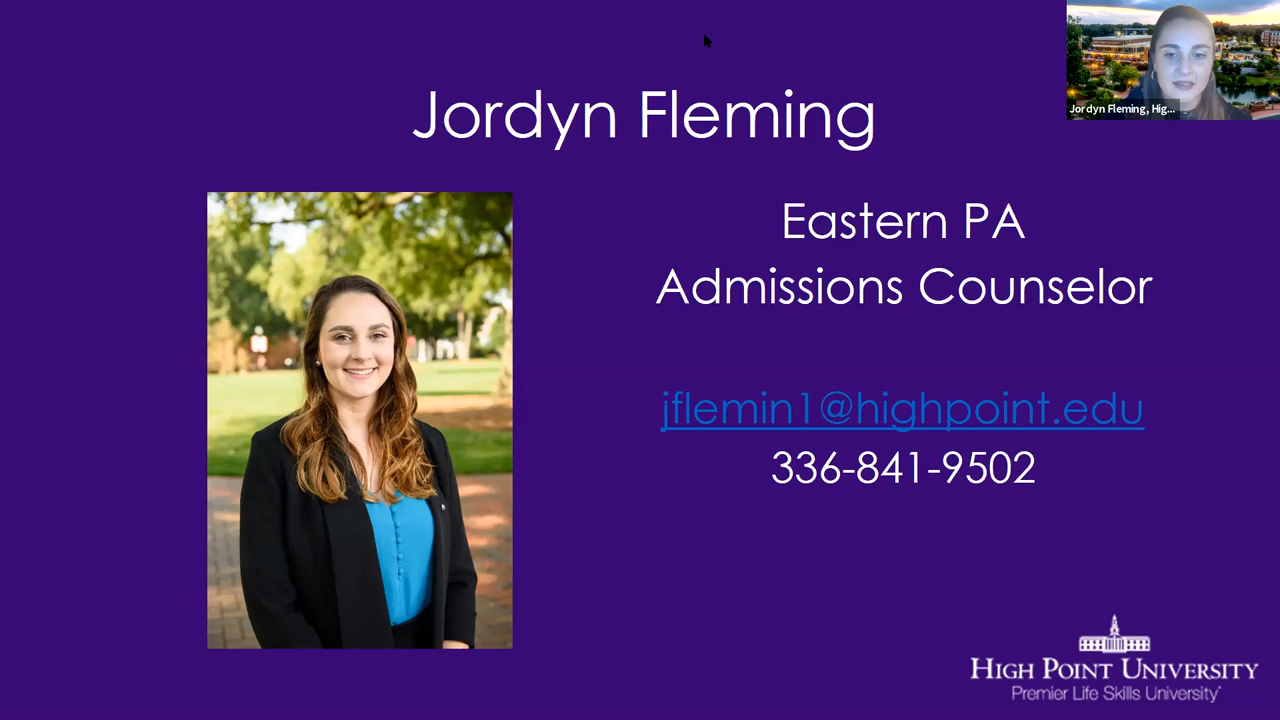 Jordyn Fleming, Hig...
Jordyn Fleming
Eastern PA
Admissions Counselor
jflemin1@highpoint.edu
336-841-9502
HIGH POINT UNIVERSITY
Premier Life Skills University